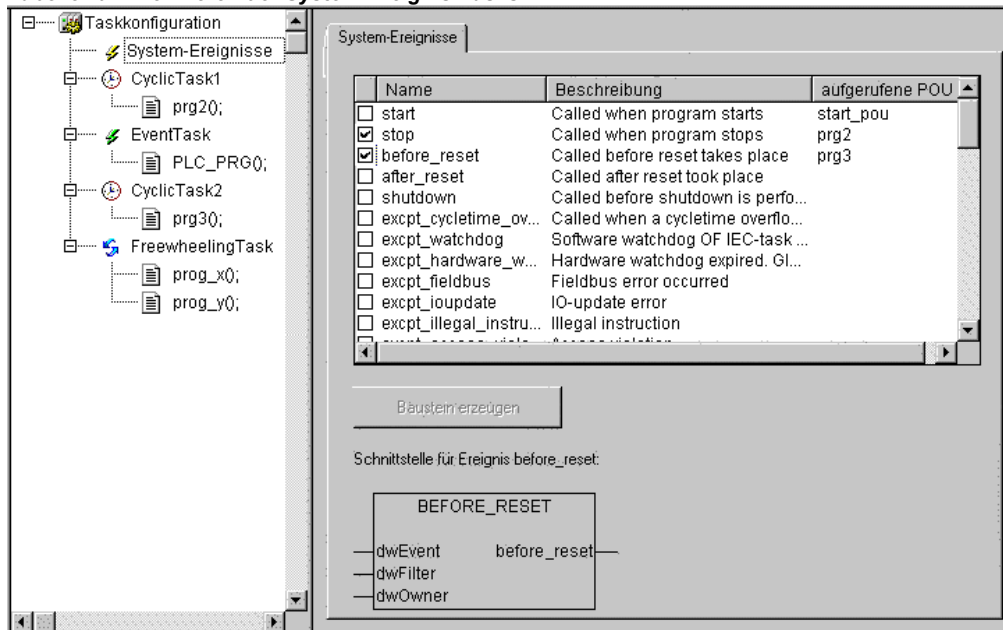 Taskkonfiguration
System-Ereignisse
CyclicTask1
prg2();
EventTask
PLC_PRG();
CyclicTask2
prg3();
FreewheelingTask
prog_x();
prog_y();
System-Ereignisse
Name Beschreibung aufgerufene POU
start Called when program starts start_pou
stop Called when program stops prg2
before_reset Called before reset takes place prg3
after_reset Called after reset took place
shutdown Called before shutdown is perfo...
excpt_cycletime_ov... Called when a cycletime overflo...
excpt_watchdog Software watchdog OF IEC-task ...
excpt_hardware_w... Hardware watchdog expired. Gl...
excpt_fieldbus Fieldbus error occurred
excpt_ioupdate IO-update error
excpt_illegal_instru... Illegal instruction
Baustein erzeugen
Schnittstelle für Ereignis before_reset:
BEFORE_RESET
dwEvent before_reset
dwFilter
dwOwner